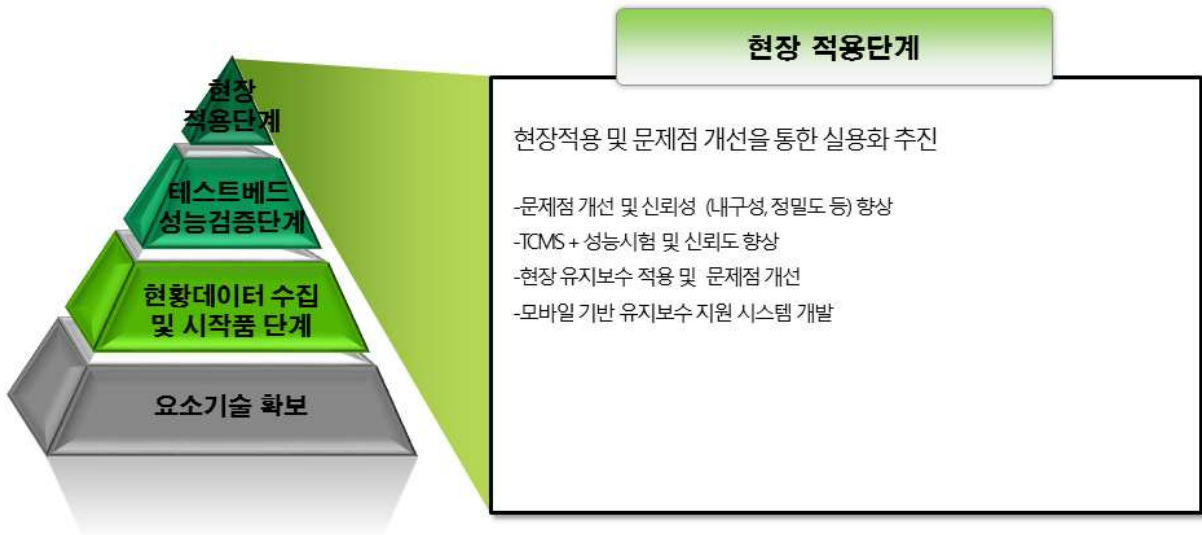 현장
적용단계
테스트베드
성능검증단계
현황데이터 수집
및 시작품 단계
요소기술 확보
현장 적용단계
현장적용 및 문제점 개선을 통한 실용화 추진
-문제점 개선 및 신뢰성 (내구성, 정밀도 등) 향상
-TCMS + 성능시험 및 신뢰도 향상
-현장 유지보수 적용 및 문제점 개선
-모바일 기반 유지보수 지원 시스템 개발